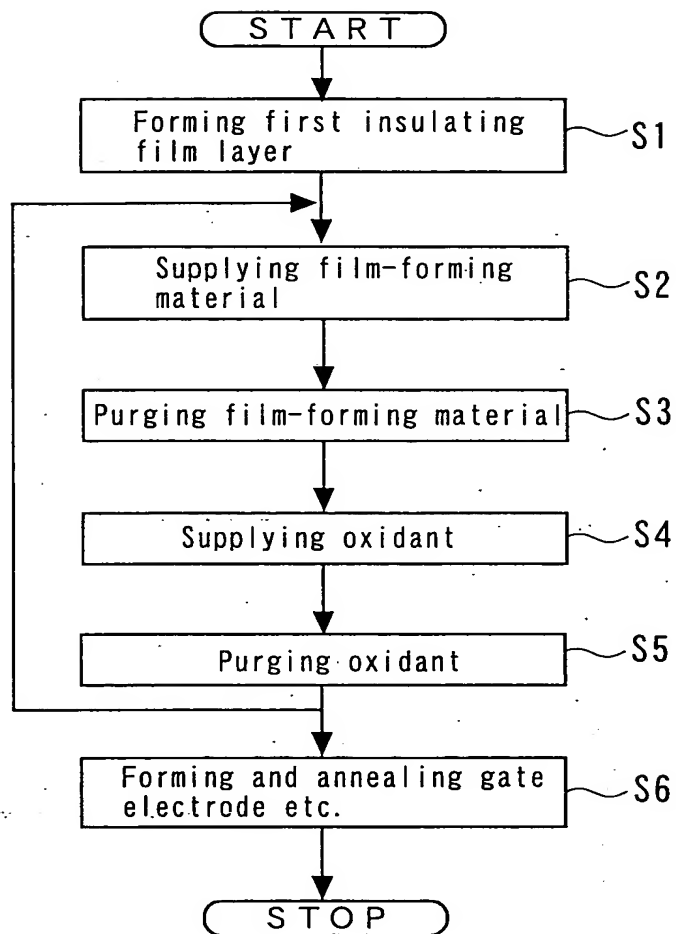 START
Forming first insulating
film layer
S1
Supplying film-forming
material
S2
Purging film-forming material
S3
Supplying oxidant
S4
Purging oxidant
S5
Forming and annealing gate
electrode etc.
S6
STOP